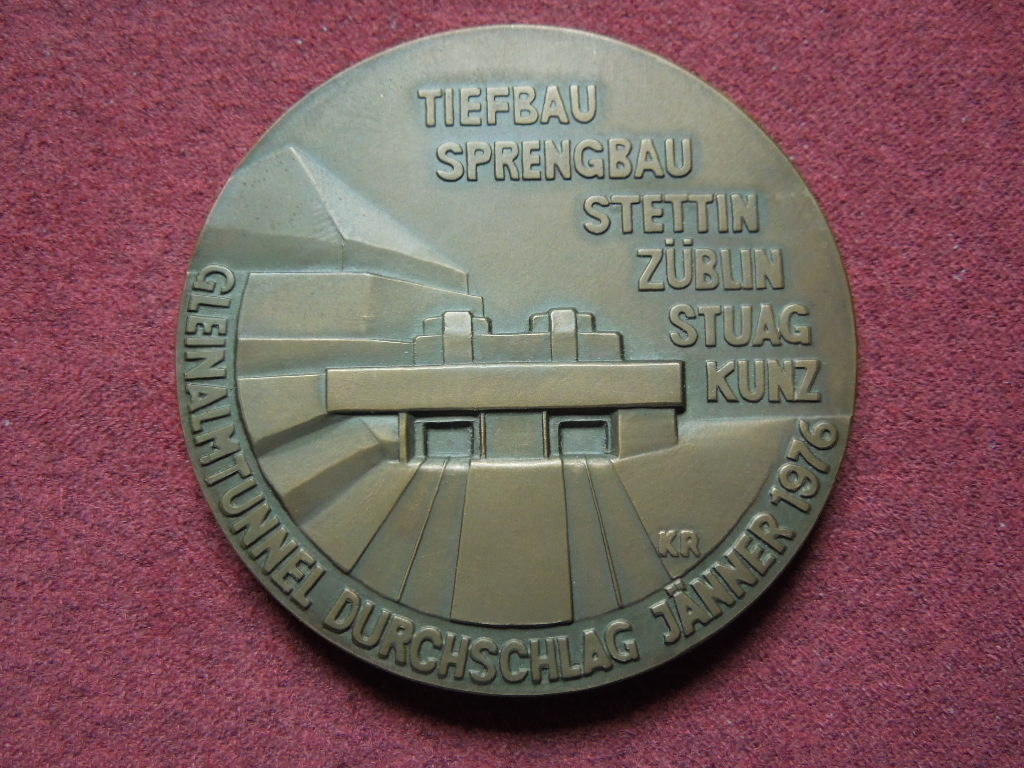 TIEFBAU
SPRENGBAU
STETTIN
ZÜBLIN
STUAG
KUNZ
KR
GLEINALMTUNNEL DURCHSCHLAG JÄNNER 1976